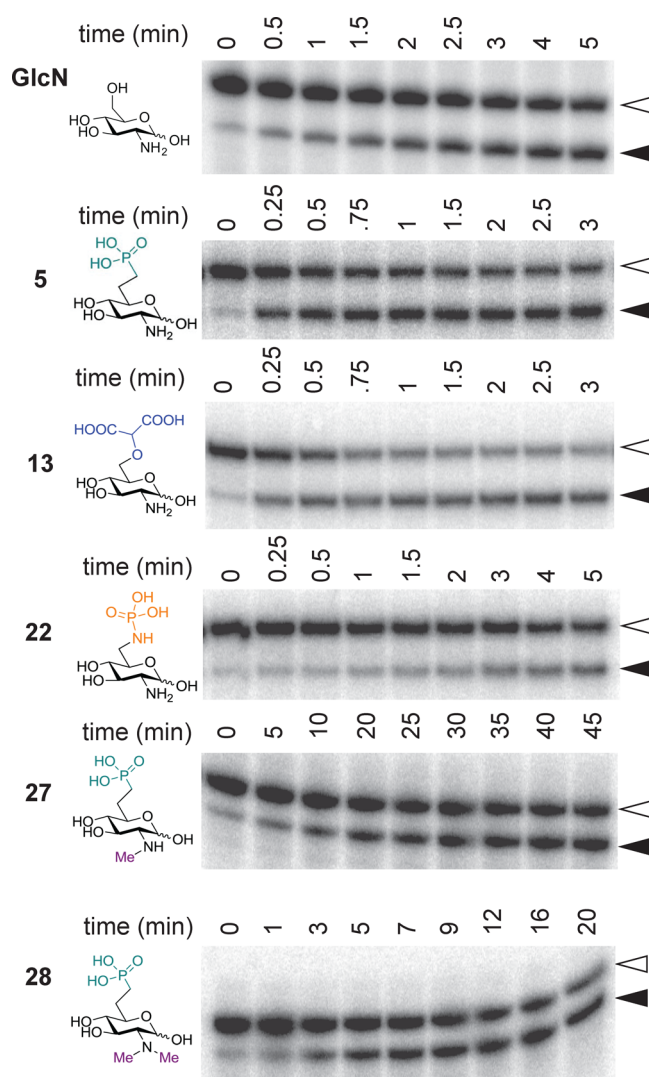 time (min) 0 0.5 1 1.5 2 2.5 3 4 5
GlcN
OH
HO
HO
O
OH
NH2
time (min) 0 0.25 0.5 .75 1 1.5 2 2.5 3
5
HO
O
HO
P
HO
HO
O
OH
NH2
time (min) 0 0.25 0.5 .75 1 1.5 2 2.5 3
13
HOOC COOH
O
HO
HO
O
OH
NH2
time (min) 0 0.25 0.5 1 1.5 2 3 4 5
22
OH
O P OH
NH
HO
HO
O
OH
NH2
time (min) 0 5 10 20 25 30 35 40 45
27
HO
O
HO
P
HO
HO
O
OH
NH
Me
time (min) 0 1 3 5 7 9 12 16 20
28
HO
O
HO
P
HO
HO
O
OH
N
Me Me